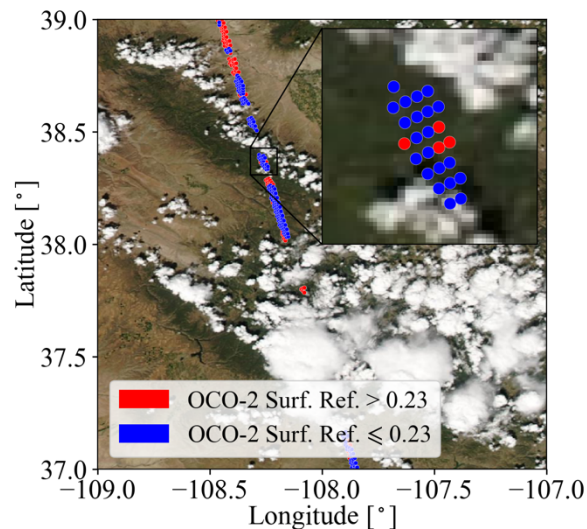 39.0
38.5
38.0
37.5
37.0
Latitude [°]
OCO-2 Surf. Ref. > 0.23
OCO-2 Surf. Ref. ⩽ 0.23
−109.0 −108.5 −108.0 −107.5 −107.0
Longitude [°]